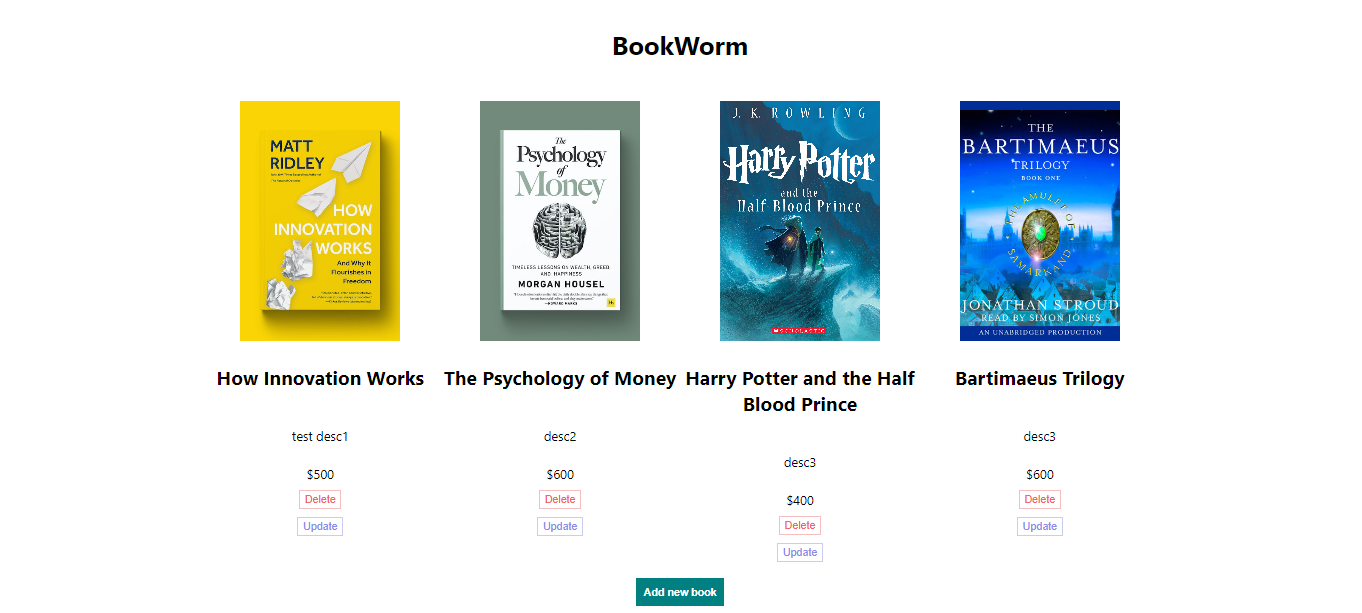 BookWorm
MATT
RIDLEY
HOW
INNOVATION
WORKS
And Why It
Flourishes in
Freedom
The
Psychology
of
Money
TIMELESS LESSONS ON WEALTH, GREED,
AND HAPPINESS
MORGAN HOUSEL
—HOWARD MARKS
J. K. ROWLING
Harry Potter
and the
Half Blood Prince
SCHOLASTIC
THE
BARTIMAEUS
TRILOGY
BOOK ONE
THE AMULET OF
SAMARKAND
JONATHAN STROUD
READ BY SIMON JONES
AN UNABRIDGED PRODUCTION
How Innovation Works
test desc1
$500
Delete
Update
The Psychology of Money
desc2
$600
Delete
Update
Harry Potter and the Half
Blood Prince
desc3
$400
Delete
Update
Bartimaeus Trilogy
desc3
$600
Delete
Update
Add new book